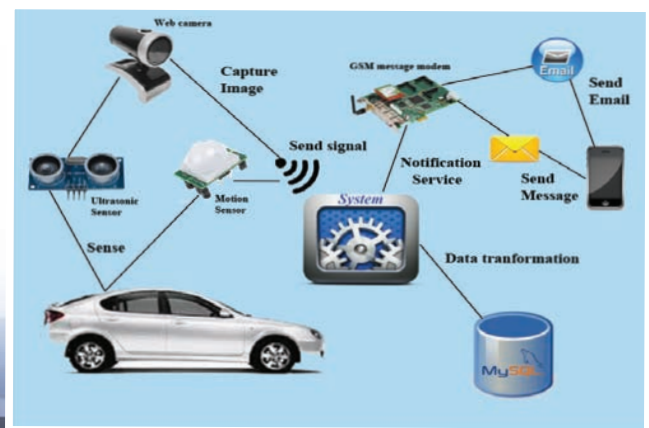 Web camera
GSM message modem
Email
Capture
Image
Send
Email
Send signal
Ultrasonic
Sensor
Motion
Sensor
Notification
Service
Send
Message
System
Sense
Data tranformation
MySQL